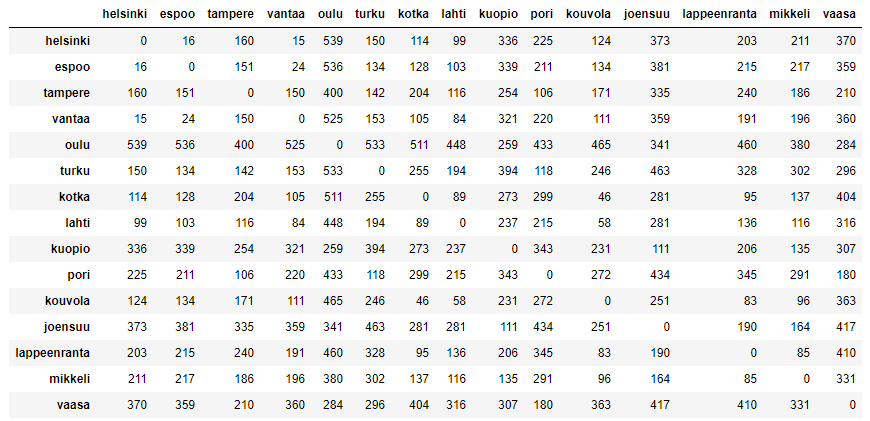 helsinki espoo tampere vantaa oulu turku kotka lahti kuopio pori kouvola joensuu lappeenranta mikkeli vaasa
helsinki 0 16 160 15 539 150 114 99 336 225 124 373 203 211 370
espoo 16 0 151 24 536 134 128 103 339 211 134 381 215 217 359
tampere 160 151 0 150 400 142 204 116 254 106 171 335 240 186 210
vantaa 15 24 150 0 525 153 105 84 321 220 111 359 191 196 360
oulu 539 536 400 525 0 533 511 448 259 433 465 341 460 380 284
turku 150 134 142 153 533 0 255 194 394 118 246 463 328 302 296
kotka 114 128 204 105 511 255 0 89 273 299 46 281 95 137 404
lahti 99 103 116 84 448 194 89 0 237 215 58 281 136 116 316
kuopio 336 339 254 321 259 394 273 237 0 343 231 111 206 135 307
pori 225 211 106 220 433 118 299 215 343 0 272 434 345 291 180
kouvola 124 134 171 111 465 246 46 58 231 272 0 251 83 96 363
joensuu 373 381 335 359 341 463 281 281 111 434 251 0 190 164 417
lappeenranta 203 215 240 191 460 328 95 136 206 345 83 190 0 85 410
mikkeli 211 217 186 196 380 302 137 116 135 291 96 164 85 0 331
vaasa 370 359 210 360 284 296 404 316 307 180 363 417 410 331 0